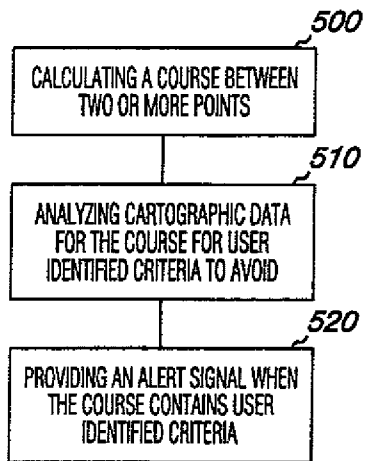 500
CALCULATING A COURSE BETWEEN
TWO OR MORE POINTS
510
ANALYZING CARTOGRAPHIC DATA
FOR THE COURSE FOR USER
IDENTIFIED CRITERIA TO AVOID
520
PROVIDING AN ALERT SIGNAL WHEN
THE COURSE CONTAINS USER
IDENTIFIED CRITERIA